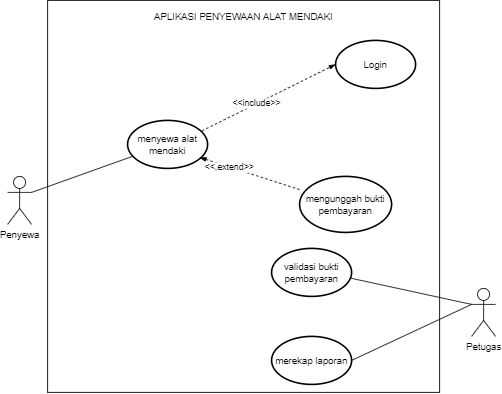 APLIKASI PENYEWAAN ALAT MENDAKI
Login
<<include>>
menyewa alat
mendaki
<<.extend>>
mengunggah bukti
pembayaran
Penyewa
validasi bukti
pembayaran
Petugas
merekap laporan